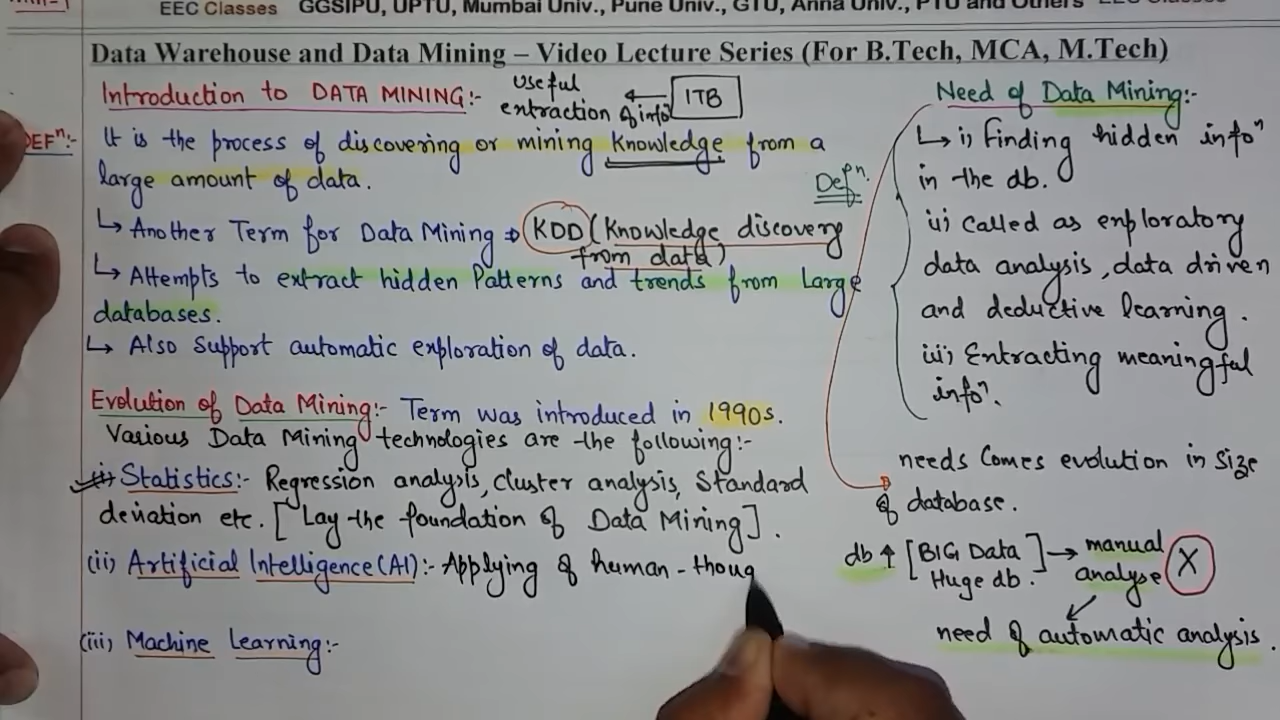 EEC Classes GGSIPU, UPTU, Mumbai Univ., Pune Univ., GTU, Anna Univ., PTU and Others
Data Warehouse and Data Mining – Video Lecture Series (For B.Tech, MCA, M.Tech)
Introduction to DATA MINING:- useful extraction of info ← ITB
DEFⁿ:- It is the process of discovering or mining knowledge from a
large amount of data.
Defⁿ.
↳ Another Term for Data Mining ⇒ KDD (Knowledge discovery
from data)
↳ Attempts to extract hidden Patterns and trends from Large
databases.
↳ Also Support automatic exploration of data.
Evolution of Data Mining:- Term was introduced in 1990s.
Various Data Mining technologies are the following:-
(i) Statistics:- Regression analysis, cluster analysis, Standard
deviation etc. [Lay the foundation of Data Mining].
(ii) Artificial Intelligence (AI):- Applying of human-thoug
(iii) Machine Learning:-
Need of Data Mining:-
↳ i) Finding hidden infoⁿ
in the db.
ii) Called as exploratory
data analysis, data driven
and deductive learning.
iii) Extracting meaningful
infoⁿ.
needs comes evolution in size
of database.
db ↑ [BIG Data
Huge db.] → manual
analyse X
need of automatic analysis.